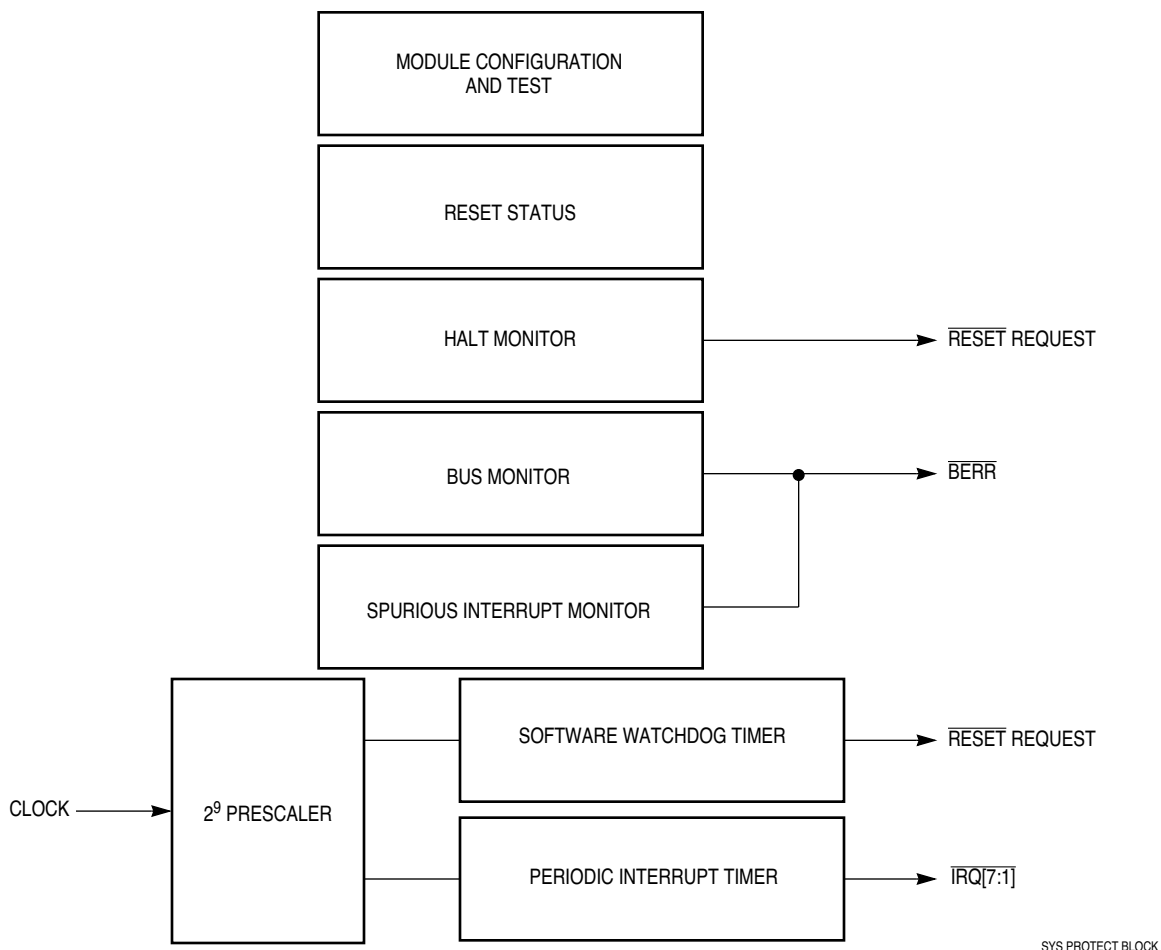 MODULE CONFIGURATION
AND TEST
RESET STATUS
HALT MONITOR
RESET REQUEST
BUS MONITOR
BERR
SPURIOUS INTERRUPT MONITOR
SOFTWARE WATCHDOG TIMER
RESET REQUEST
CLOCK
2⁹ PRESCALER
PERIODIC INTERRUPT TIMER
IRQ[7:1]
SYS PROTECT BLOCK